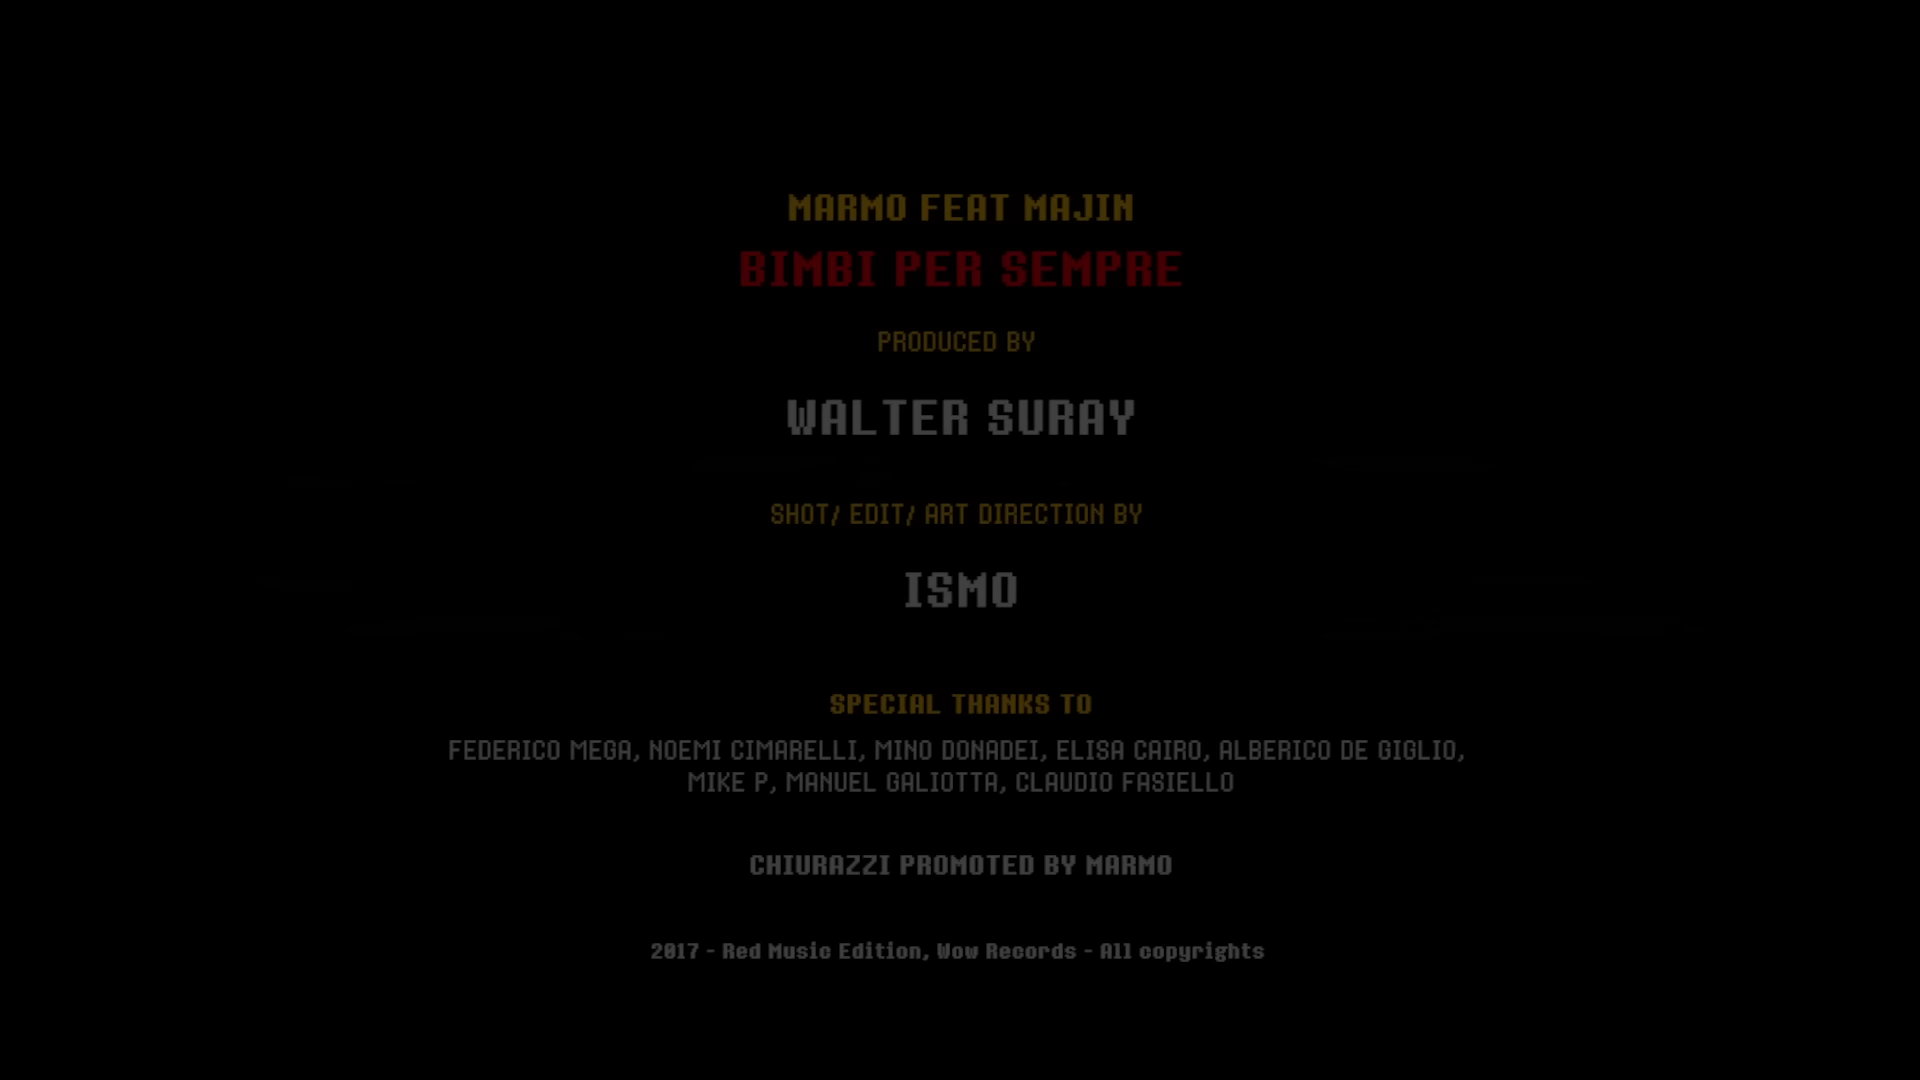 MARMO FEAT MAJIN
BIMBI PER SEMPRE
PRODUCED BY
WALTER SURAY
SHOT/ EDIT/ ART DIRECTION BY
ISMO
SPECIAL THANKS TO
FEDERICO MEGA, NOEMI CIMARELLI, MINO DONADEI, ELISA CAIRO, ALBERICO DE GIGLIO,
MIKE P, MANUEL GALIOTTA, CLAUDIO FASIELLO
CHIURAZZI PROMOTED BY MARMO
2017 - Red Music Edition, Wow Records - All copyrights